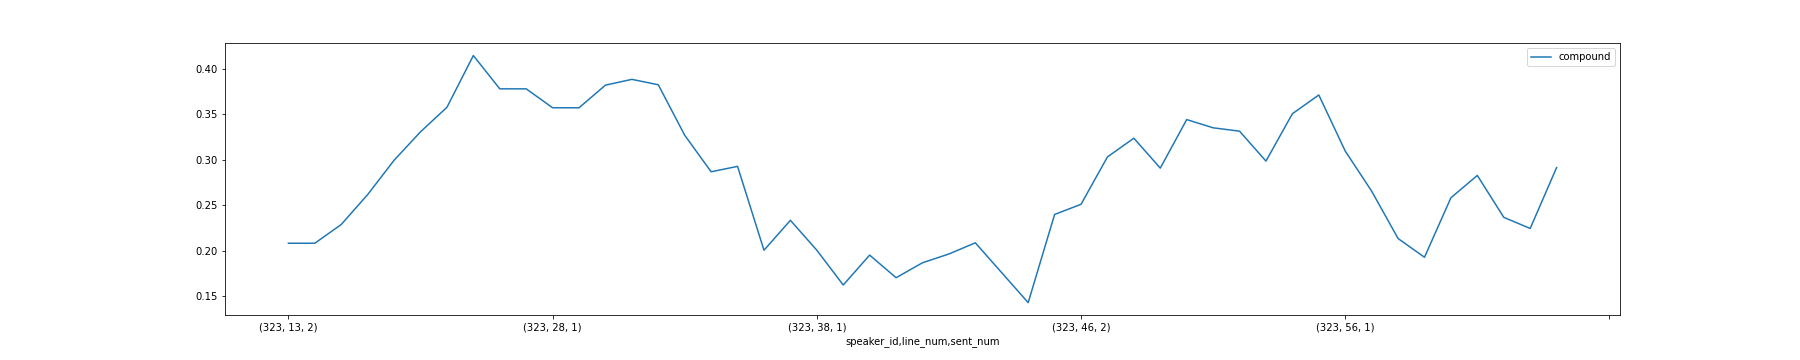 compound
0.40
0.35
0.30
0.25
0.20
0.15
(323, 13, 2) (323, 28, 1) (323, 38, 1) (323, 46, 2) (323, 56, 1)
speaker_id,line_num,sent_num